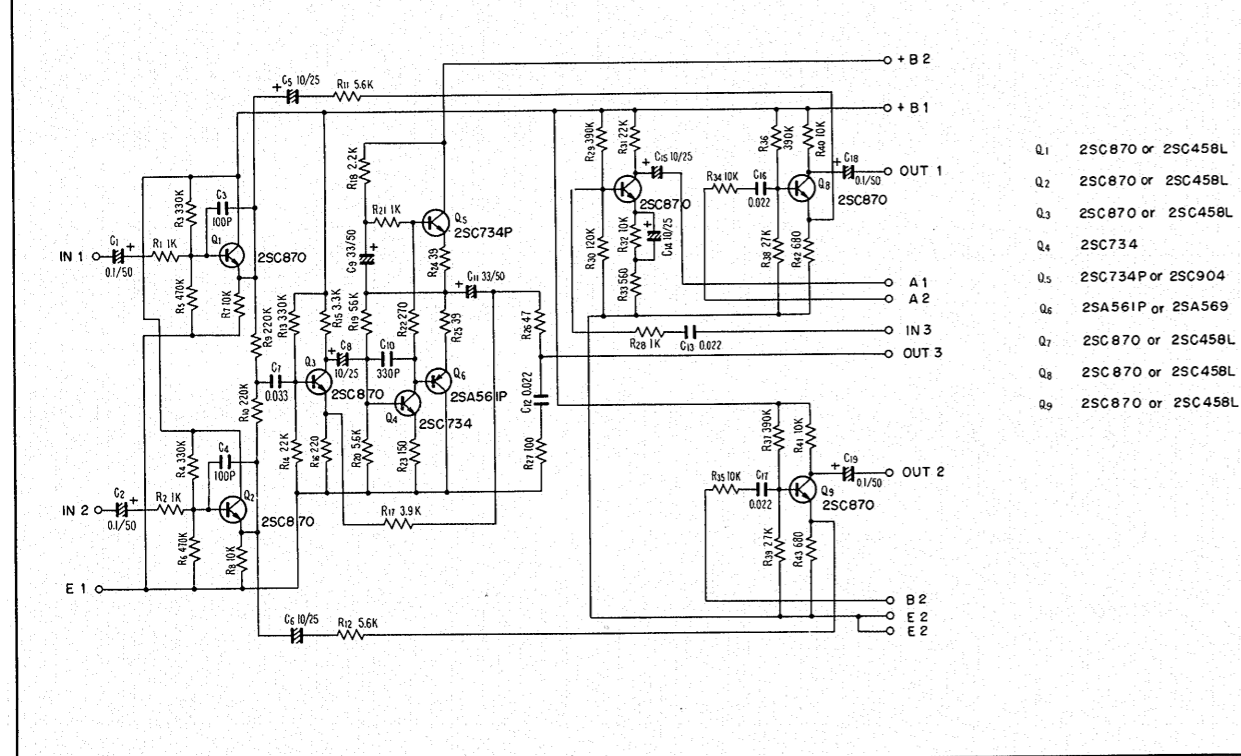 +B2
C5 10/25
R11 5.6K
+B1
R3 330K
C3
100P
Q1
2SC870
IN 1
C1
0.1/50
R1 1K
R5 470K
R7 10K
R9 220K
R10 220K
C7
0.033
R13 330K
R14 22K
R15 3.3K
Q3
2SC870
R16 220
C8
10/25
R18 2.2K
R21 1K
C9 33/50
R19 56K
C10
330P
R22 270
Q5
2SC734P
R24 39
C11 33/50
R25 39
Q6
2SA561P
Q4
2SC734
R20 5.6K
R23 150
R17 3.9K
R26 47
C12 0.022
R27 100
R4 330K
C4
100P
Q2
2SC870
IN 2
C2
0.1/50
R2 1K
R6 470K
R8 10K
E 1
C6 10/25
R12 5.6K
R29 390K
R31 22K
C15 10/25
2SC870
R30 120K
R32 10K
C14 10/25
R33 560
R28 1K
C13 0.022
R34 10K
C16
0.022
R36
390K
R40 10K
C18
0.1/50
OUT 1
Q8
2SC870
R38 27K
R42 680
A 1
A 2
IN 3
OUT 3
R37 390K
R41 10K
C19
0.1/50
OUT 2
R35 10K
C17
0.022
Q9
2SC870
R39 27K
R43 680
B 2
E 2
E 2
Q1 2SC870 or 2SC458L
Q2 2SC870 or 2SC458L
Q3 2SC870 or 2SC458L
Q4 2SC734
Q5 2SC734P or 2SC904
Q6 2SA561P or 2SA569
Q7 2SC870 or 2SC458L
Q8 2SC870 or 2SC458L
Q9 2SC870 or 2SC458L